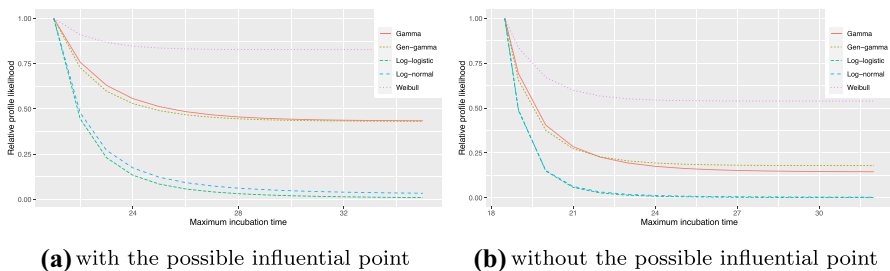 1.00
0.75
0.50
0.25
0.00
Relative profile likelihood
24
28
32
Maximum incubation time
Gamma
Gen−gamma
Log−logistic
Log−normal
Weibull
(a) with the possible influential point
1.00
0.75
0.50
0.25
0.00
Relative profile likelihood
18
21
24
27
30
Maximum incubation time
Gamma
Gen−gamma
Log−logistic
Log−normal
Weibull
(b) without the possible influential point